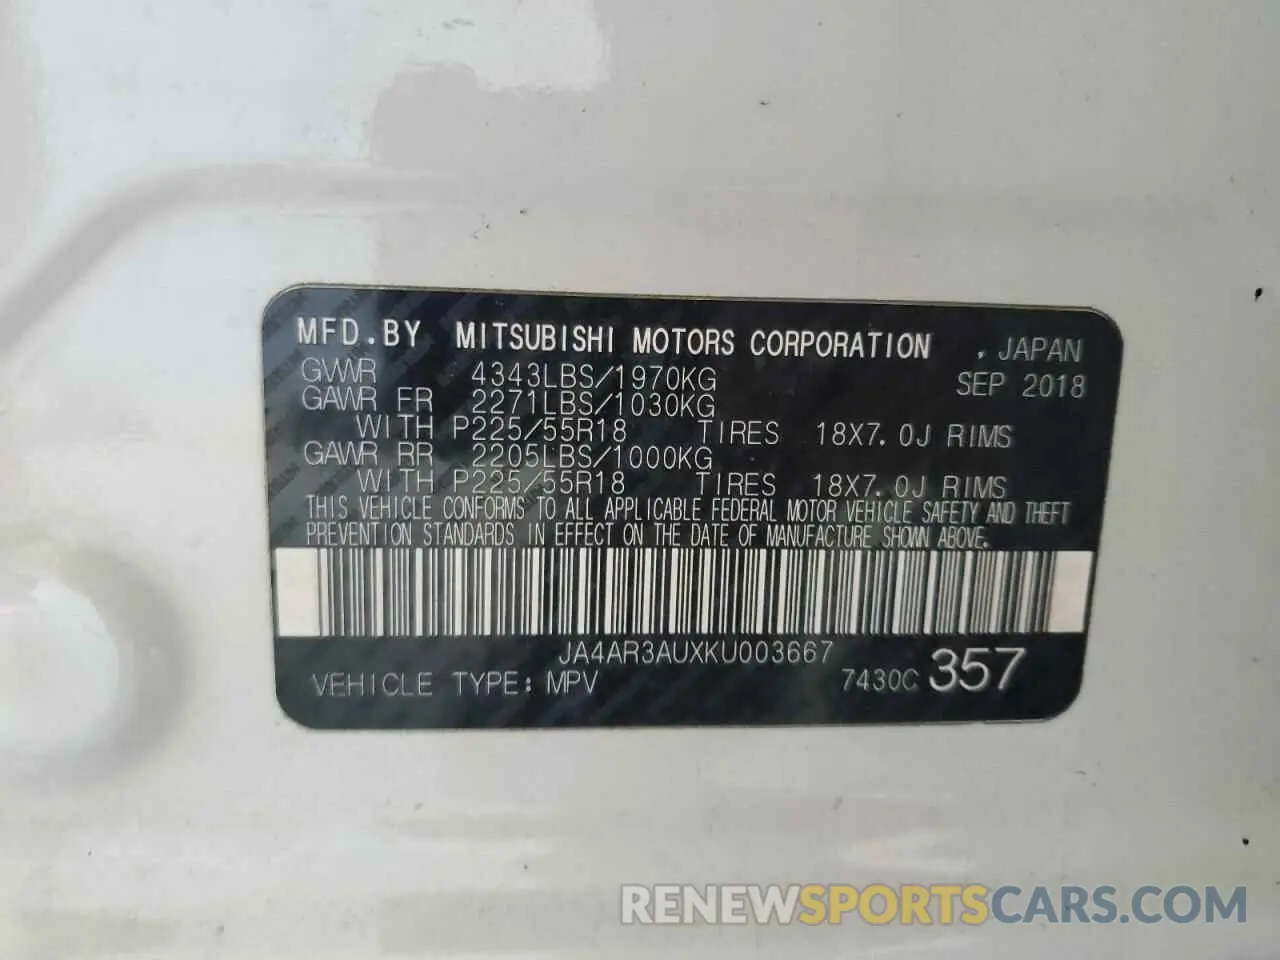 MFD.BY MITSUBISHI MOTORS CORPORATION , JAPAN
GVWR 4343LBS/1970KG SEP 2018
GAWR FR 2271LBS/1030KG
WITH P225/55R18 TIRES 18X7.0J RIMS
GAWR RR 2205LBS/1000KG
WITH P225/55R18 TIRES 18X7.0J RIMS
THIS VEHICLE CONFORMS TO ALL APPLICABLE FEDERAL MOTOR VEHICLE SAFETY AND THEFT
PREVENTION STANDARDS IN EFFECT ON THE DATE OF MANUFACTURE SHOWN ABOVE.
JA4AR3AUXKU003667
VEHICLE TYPE: MPV 7430C 357
RENEWSPORTSCARS.COM